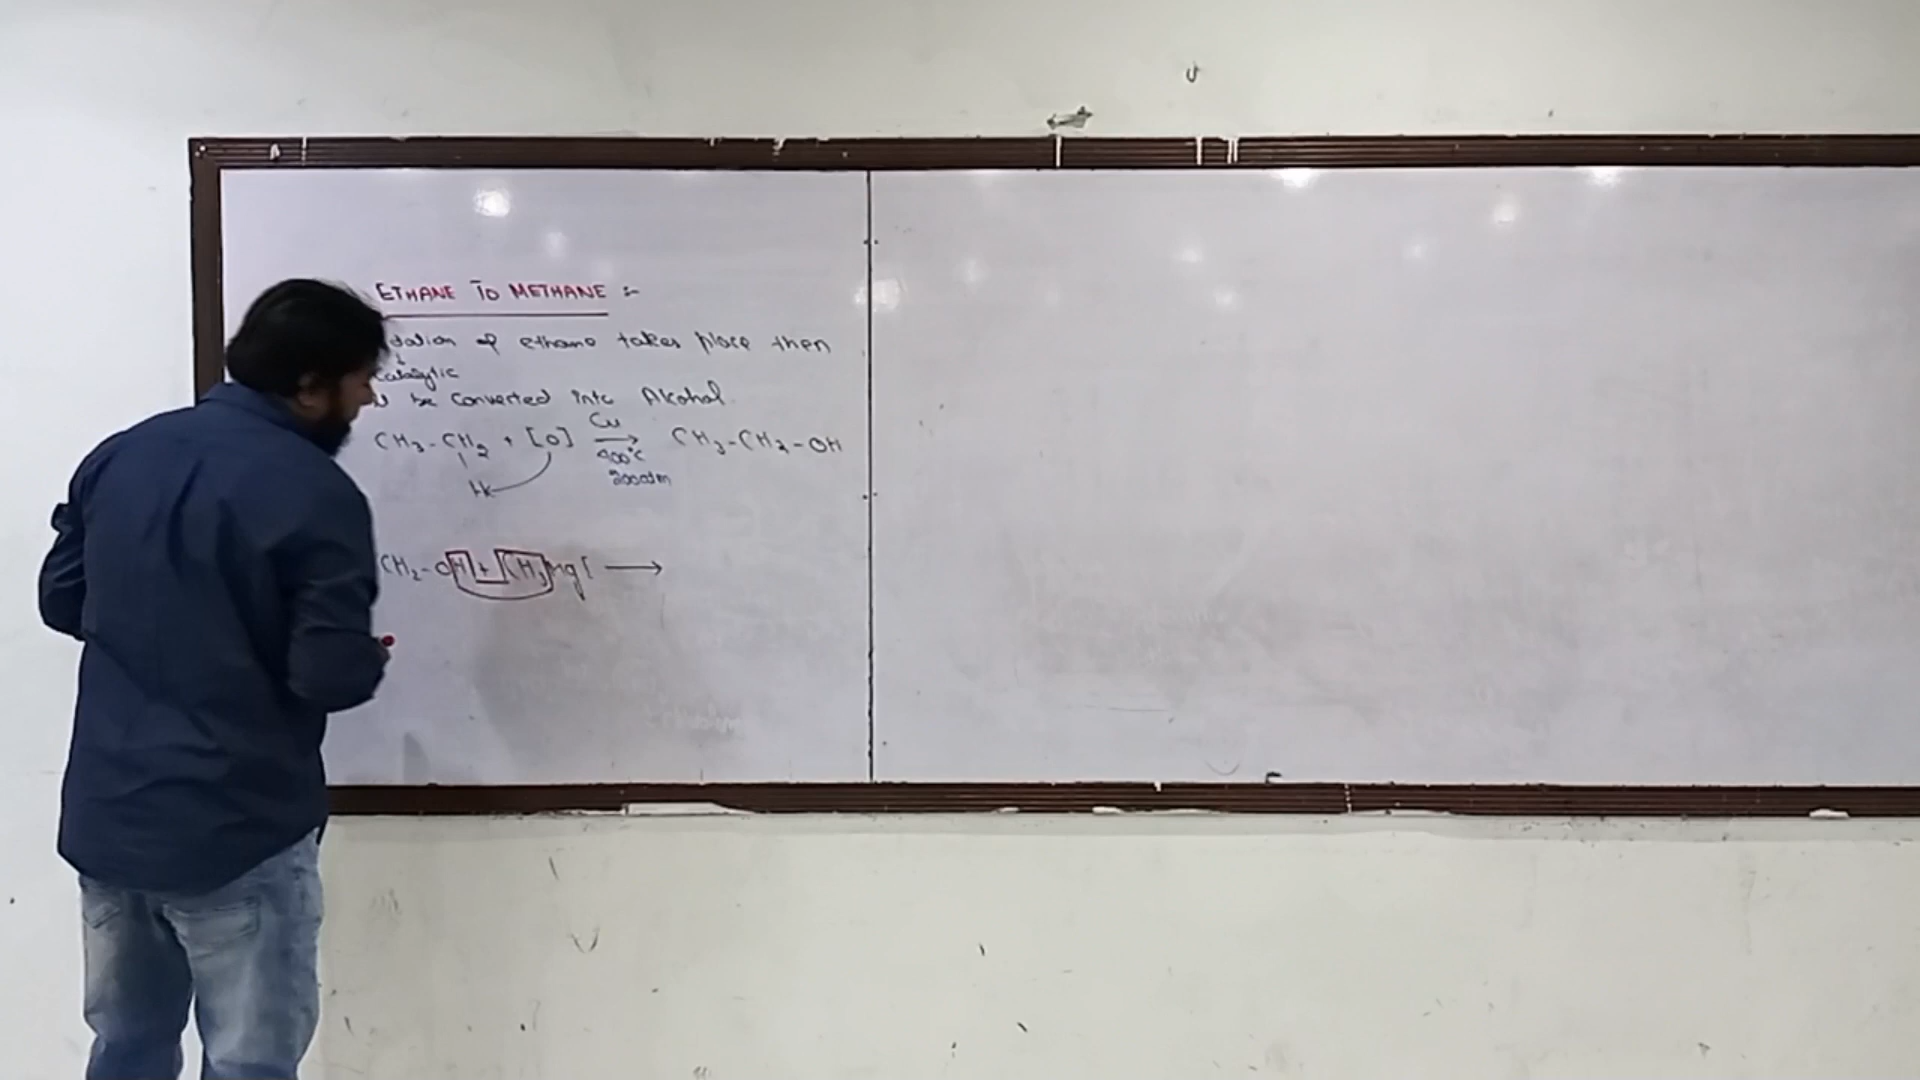 ETHANE TO METHANE :-
dation of ethane takes place then
catalytic
be converted into Alcohol.
CH3-CH2 + [O] Cu → 400°C 200atm CH3-CH2-OH
H
CH2-OH + CH3MgI →